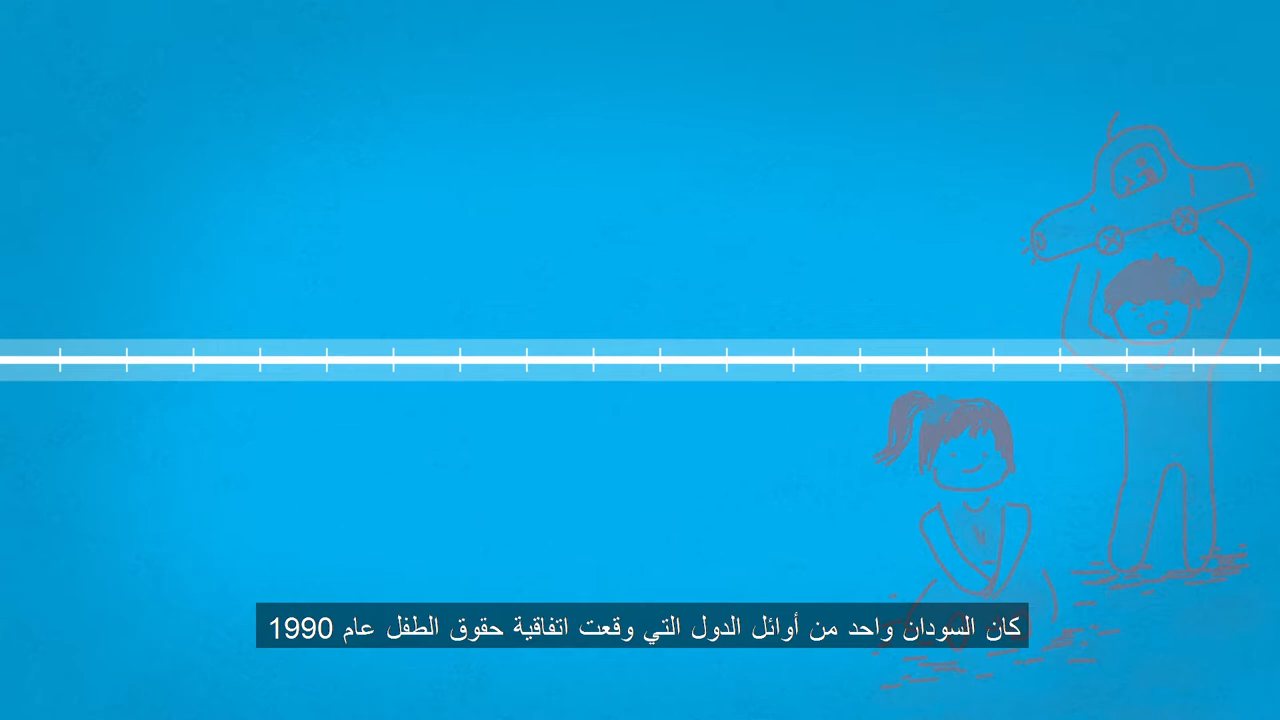 كان السودان واحد من أوائل الدول التي وقعت اتفاقية حقوق الطفل عام 1990